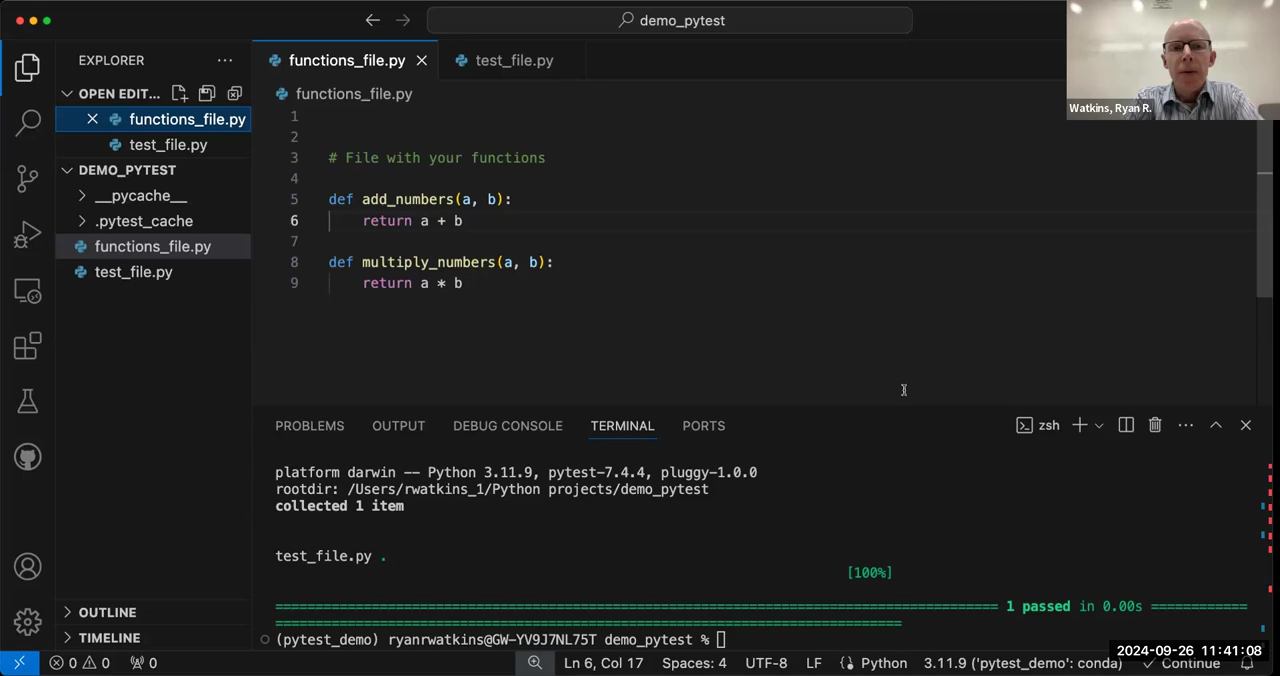 demo_pytest
EXPLORER
functions_file.py
test_file.py
Watkins, Ryan R.
OPEN EDIT...
functions_file.py
functions_file.py
test_file.py
DEMO_PYTEST
__pycache__
.pytest_cache
functions_file.py
test_file.py
1
2
3 # File with your functions
4
5 def add_numbers(a, b):
6 return a + b
7
8 def multiply_numbers(a, b):
9 return a * b
PROBLEMS OUTPUT DEBUG CONSOLE TERMINAL PORTS
zsh
platform darwin -- Python 3.11.9, pytest-7.4.4, pluggy-1.0.0
rootdir: /Users/rwatkins_1/Python projects/demo_pytest
collected 1 item
test_file.py .
[100%]
============ 1 passed in 0.00s ============
(pytest_demo) ryanrwatkins@GW-YV9J7NL75T demo_pytest %
OUTLINE
TIMELINE
2024-09-26 11:41:08
0 0 0 Ln 6, Col 17 Spaces: 4 UTF-8 LF Python 3.11.9 ('pytest_demo': conda) Continue